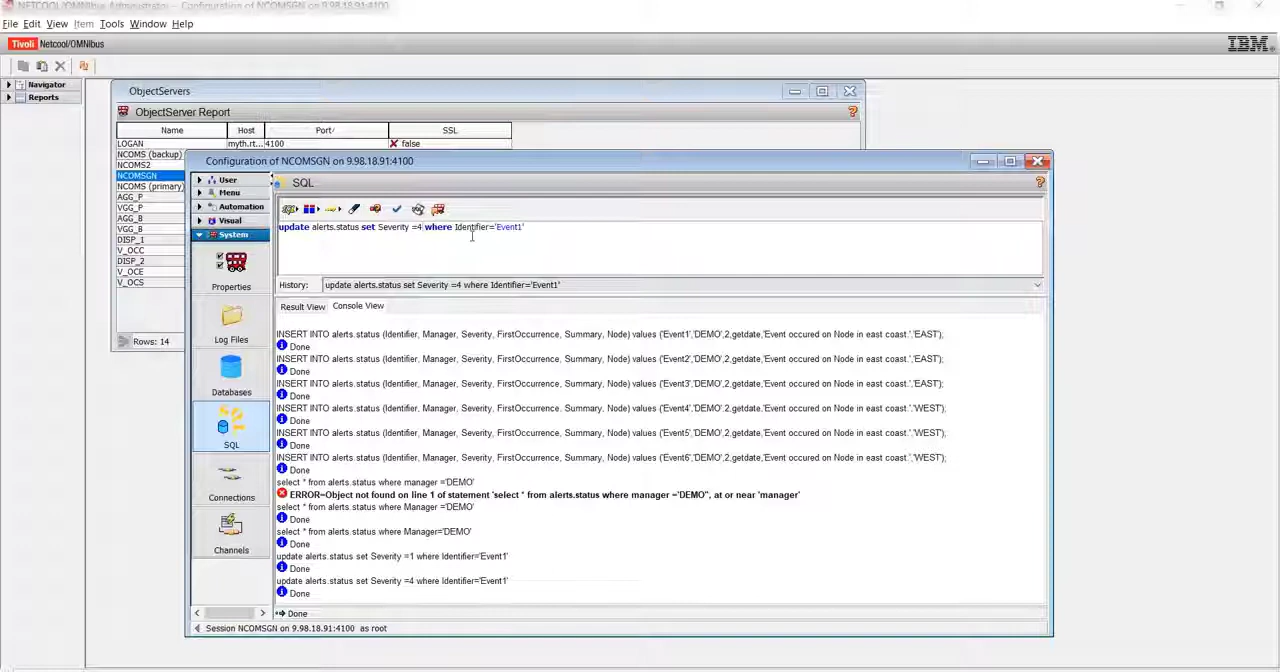 NETCOOL/OMNIbus Administrator - Configuration of NCOMSGN on 9.98.18.91:4100
File Edit View Item Tools Window Help
Tivoli Netcool/OMNIbus
IBM
Navigator
Reports
ObjectServers
ObjectServer Report
Name Host Port SSL
LOGAN myth.rt... 4100 false
NCOMS (backup)
NCOMS2
NCOMSGN
NCOMS (primary)
AGG_P
VGG_P
AGG_B
VGG_B
DISP_1
V_OCC
DISP_2
V_OCE
V_OCS
Rows: 14
Configuration of NCOMSGN on 9.98.18.91:4100
User
Menu
Automation
Visual
System
Properties
Log Files
Databases
SQL
Connections
Channels
SQL
update alerts.status set Severity =4 where Identifier='Event1'
History: update alerts.status set Severity =4 where Identifier='Event1'
Result View Console View
INSERT INTO alerts.status (Identifier, Manager, Severity, FirstOccurrence, Summary, Node) values ('Event1','DEMO',2,getdate,'Event occured on Node in east coast.','EAST');
Done
INSERT INTO alerts.status (Identifier, Manager, Severity, FirstOccurrence, Summary, Node) values ('Event2','DEMO',2,getdate,'Event occured on Node in east coast.','EAST');
Done
INSERT INTO alerts.status (Identifier, Manager, Severity, FirstOccurrence, Summary, Node) values ('Event3','DEMO',2,getdate,'Event occured on Node in east coast.','EAST');
Done
INSERT INTO alerts.status (Identifier, Manager, Severity, FirstOccurrence, Summary, Node) values ('Event4','DEMO',2,getdate,'Event occured on Node in east coast.','WEST');
Done
INSERT INTO alerts.status (Identifier, Manager, Severity, FirstOccurrence, Summary, Node) values ('Event5','DEMO',2,getdate,'Event occured on Node in east coast.','WEST');
Done
INSERT INTO alerts.status (Identifier, Manager, Severity, FirstOccurrence, Summary, Node) values ('Event6','DEMO',2,getdate,'Event occured on Node in east coast.','WEST');
Done
select * from alerts.status where manager ='DEMO'
ERROR=Object not found on line 1 of statement 'select * from alerts.status where manager ='DEMO'', at or near 'manager'
select * from alerts.status where Manager ='DEMO'
Done
select * from alerts.status where Manager='DEMO'
Done
update alerts.status set Severity =1 where Identifier='Event1'
Done
update alerts.status set Severity =4 where Identifier='Event1'
Done
Done
Session NCOMSGN on 9.98.18.91:4100 as root